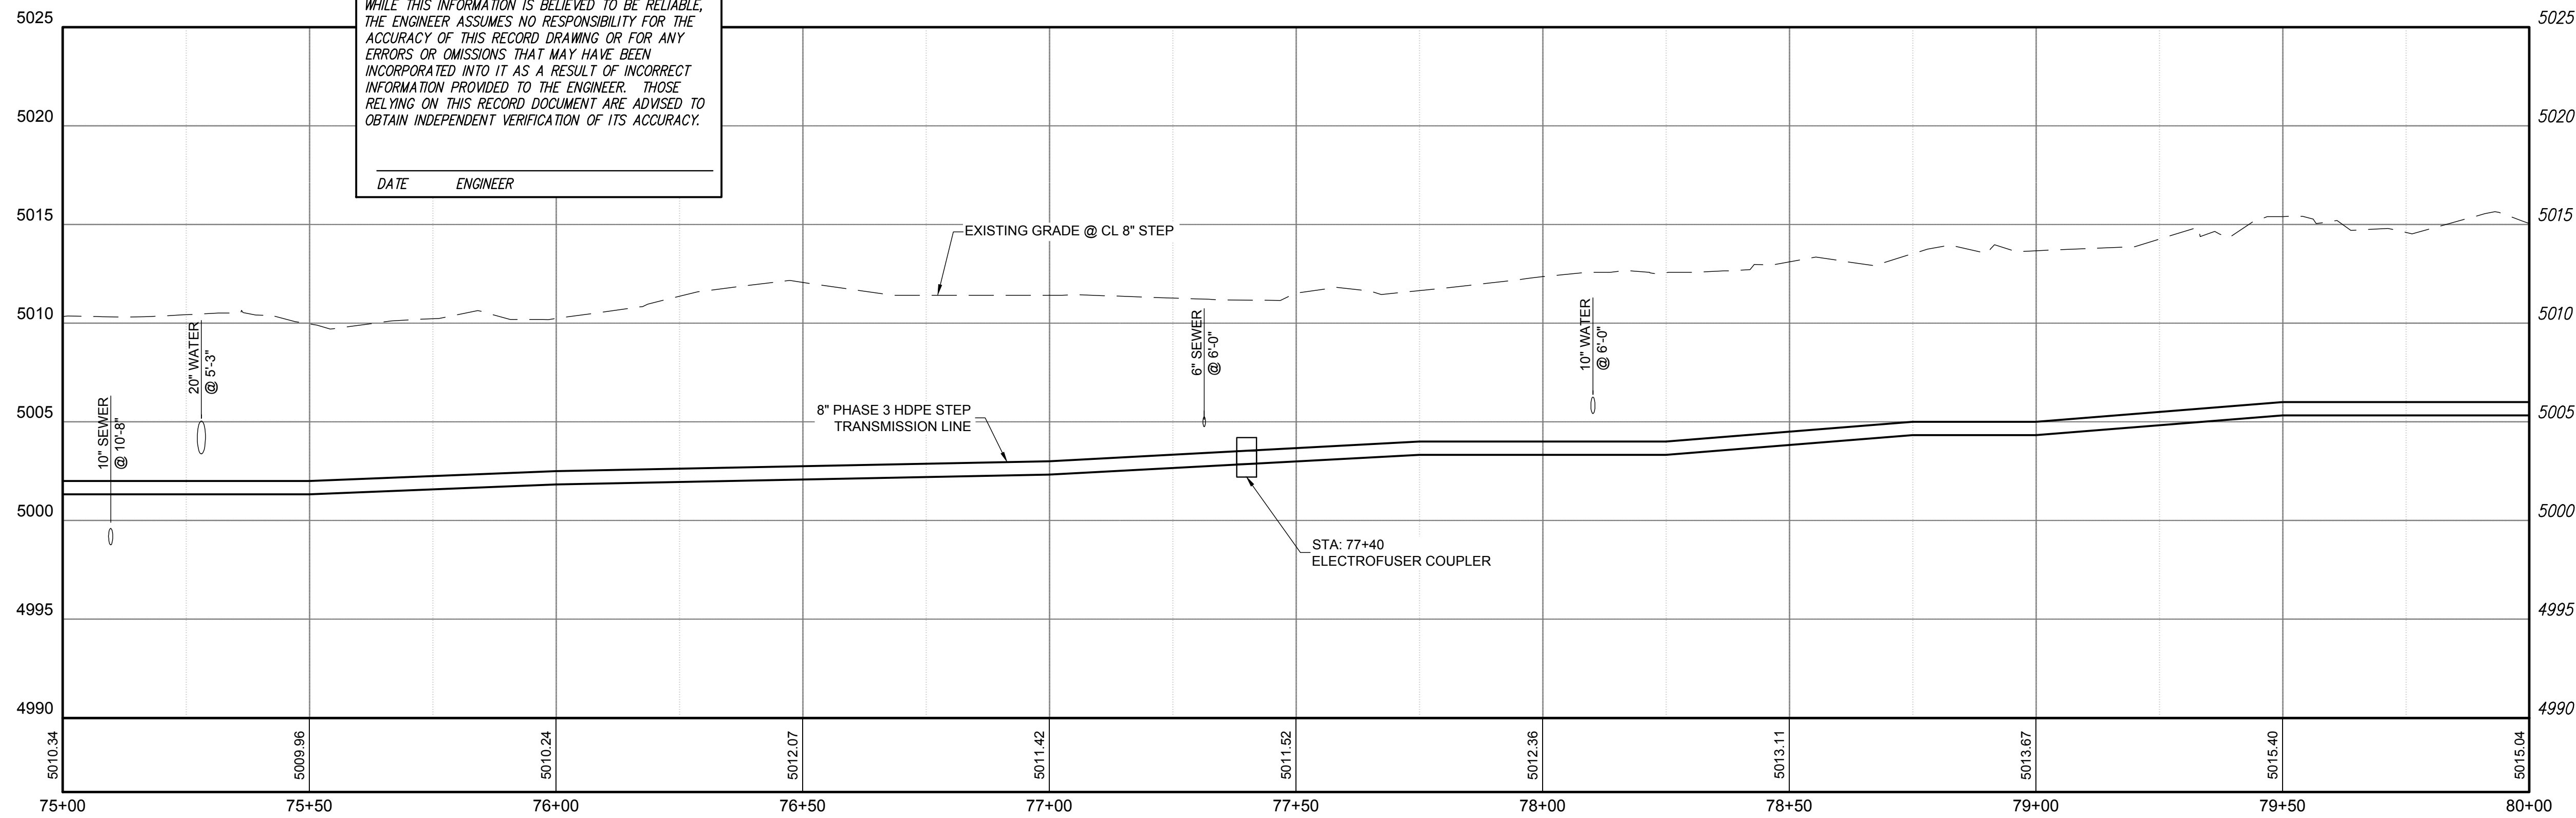 WHILE THIS INFORMATION IS BELIEVED TO BE RELIABLE,
THE ENGINEER ASSUMES NO RESPONSIBILITY FOR THE
ACCURACY OF THIS RECORD DRAWING OR FOR ANY
ERRORS OR OMISSIONS THAT MAY HAVE BEEN
INCORPORATED INTO IT AS A RESULT OF INCORRECT
INFORMATION PROVIDED TO THE ENGINEER. THOSE
RELYING ON THIS RECORD DOCUMENT ARE ADVISED TO
OBTAIN INDEPENDENT VERIFICATION OF ITS ACCURACY.
DATE ENGINEER
5025 5025
5020 5020
5015 5015
EXISTING GRADE @ CL 8" STEP
5010 5010
20" WATER
@ 5'-3"
6" SEWER
@ 6'-0"
10" WATER
@ 6'-0"
10" SEWER
@ 10'-8"
8" PHASE 3 HDPE STEP
TRANSMISSION LINE
5005 5005
5000 5000
STA: 77+40
ELECTROFUSER COUPLER
4995 4995
4990 4990
5010.34 5009.96 5010.24 5012.07 5011.42 5011.52 5012.36 5013.11 5013.67 5015.40 5015.04
75+00 75+50 76+00 76+50 77+00 77+50 78+00 78+50 79+00 79+50 80+00